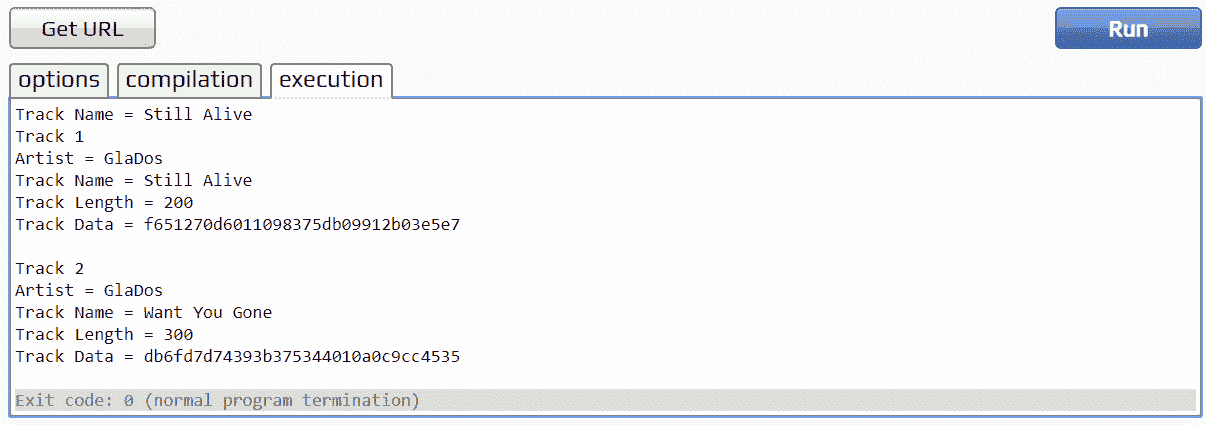 Get URL
Run
options compilation execution
Track Name = Still Alive
Track 1
Artist = GlaDos
Track Name = Still Alive
Track Length = 200
Track Data = f651270d6011098375db09912b03e5e7
Track 2
Artist = GlaDos
Track Name = Want You Gone
Track Length = 300
Track Data = db6fd7d74393b375344010a0c9cc4535
Exit code: 0 (normal program termination)